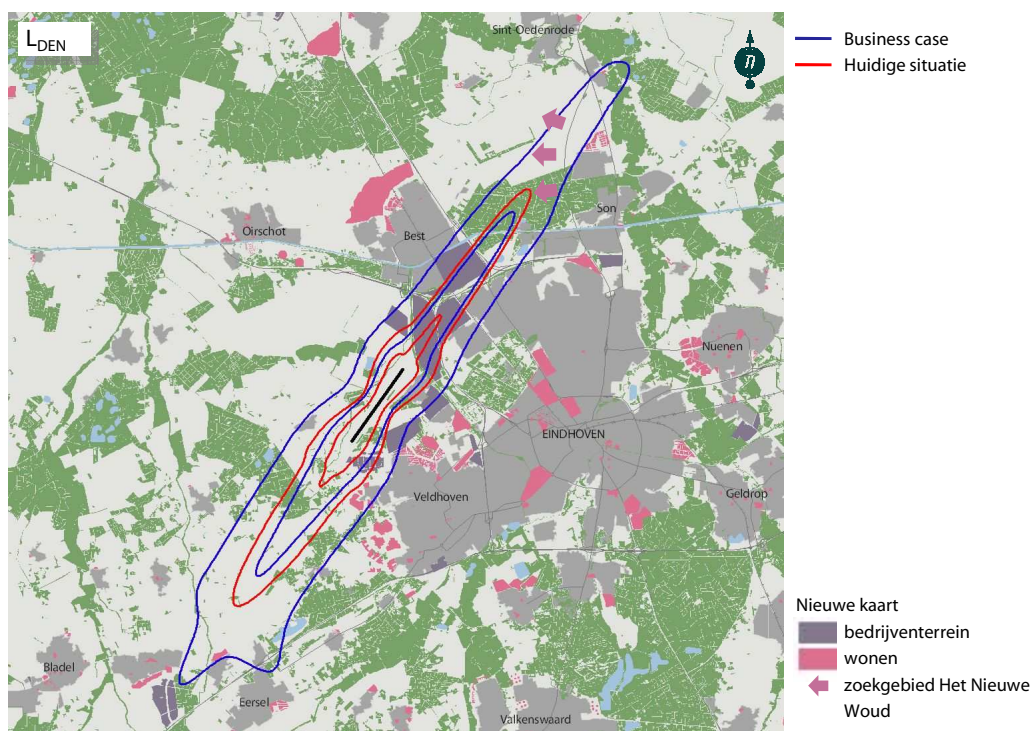 LDEN
Sint-Oedenrode
n
Business case
Huidige situatie
Son
Oirschot
Best
Nuenen
EINDHOVEN
Veldhoven
Geldrop
Bladel
Eersel
Valkenswaard
Nieuwe kaart
bedrijventerrein
wonen
zoekgebied Het Nieuwe
Woud